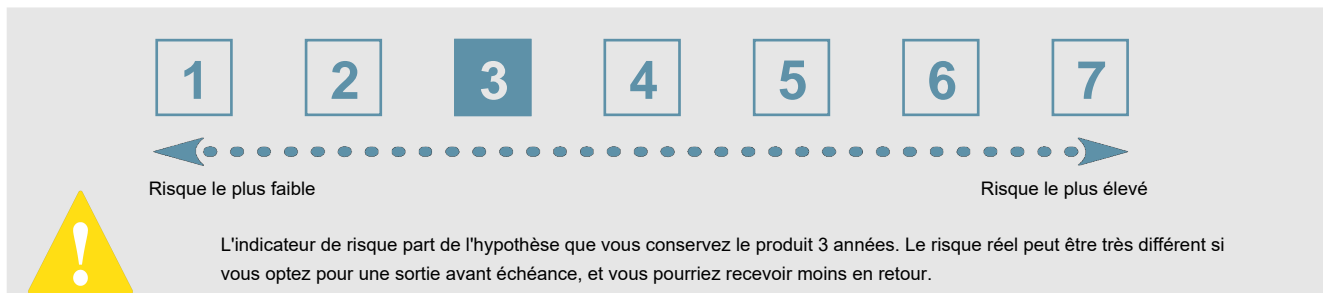 1 2 3 4 5 6 7
Risque le plus faible Risque le plus élevé
!
L'indicateur de risque part de l'hypothèse que vous conservez le produit 3 années. Le risque réel peut être très différent si
vous optez pour une sortie avant échéance, et vous pourriez recevoir moins en retour.